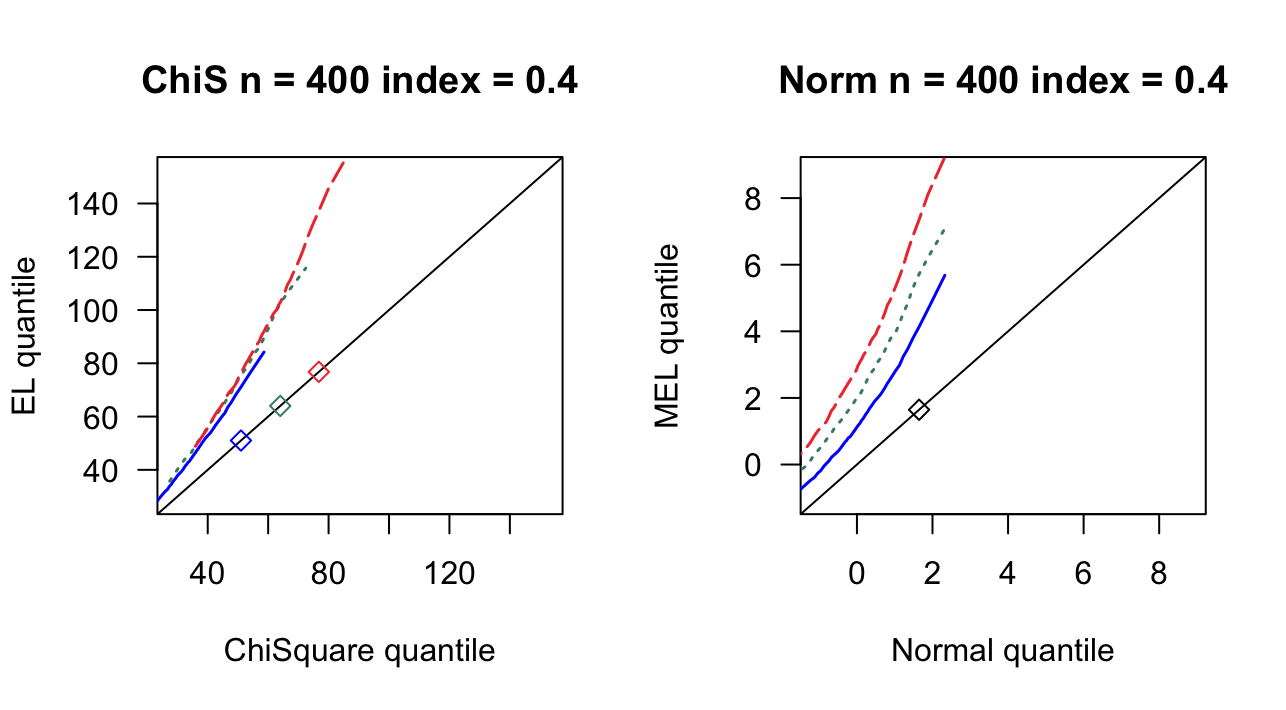 ChiS n = 400 index = 0.4
EL quantile
140
120
100
80
60
40
40 80 120
ChiSquare quantile
Norm n = 400 index = 0.4
MEL quantile
8
6
4
2
0
0 2 4 6 8
Normal quantile